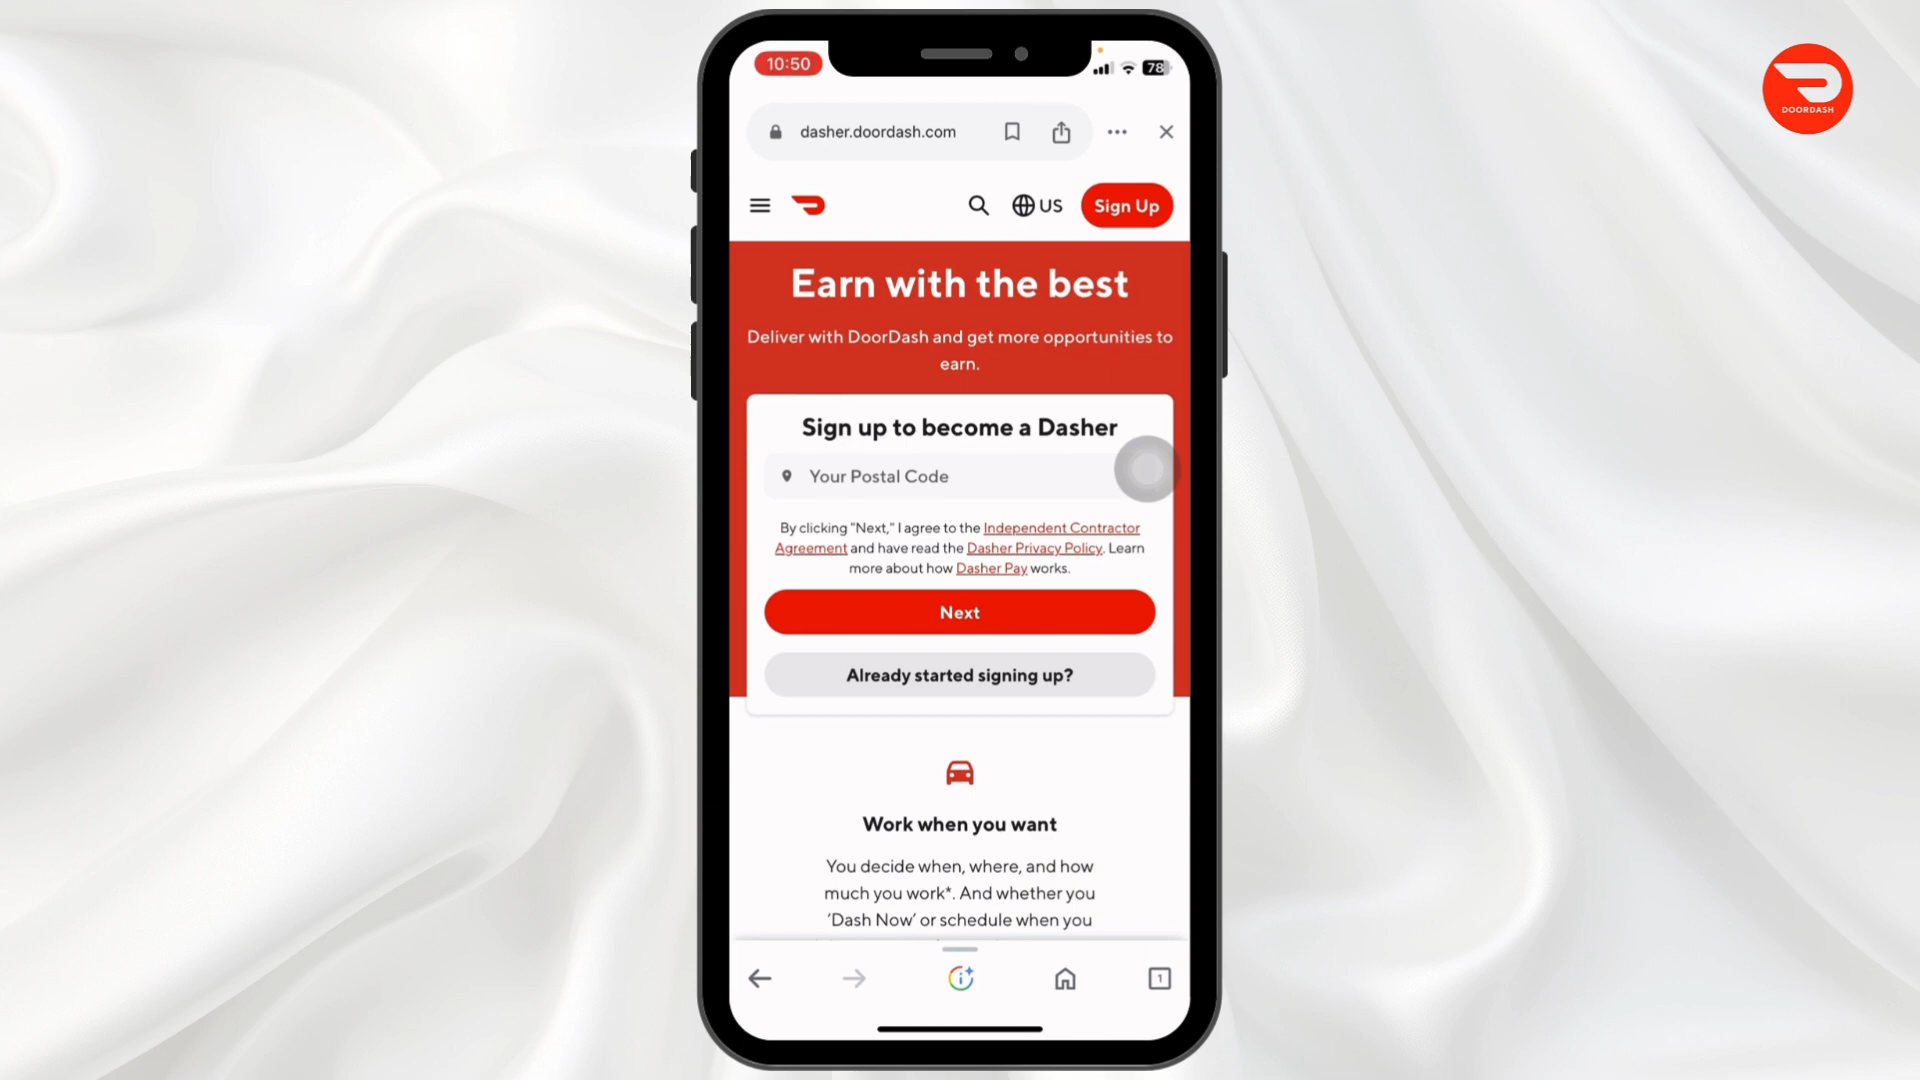 10:50
78
DOORDASH
dasher.doordash.com
US
Sign Up
Earn with the best
Deliver with DoorDash and get more opportunities to
earn.
Sign up to become a Dasher
Your Postal Code
By clicking "Next," I agree to the Independent Contractor
Agreement and have read the Dasher Privacy Policy. Learn
more about how Dasher Pay works.
Next
Already started signing up?
Work when you want
You decide when, where, and how
much you work*. And whether you
‘Dash Now’ or schedule when you
1